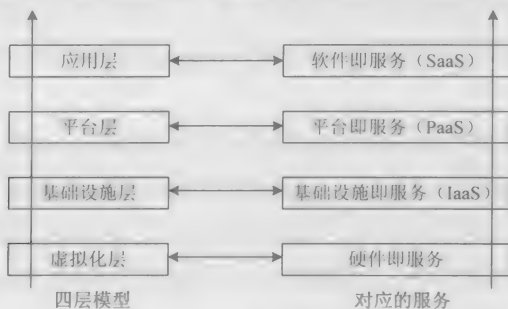 应用层 软件即服务（SaaS）
平台层 平台即服务（PaaS）
基础设施层 基础设施即服务（IaaS）
虚拟化层 硬件即服务
四层模型 对应的服务